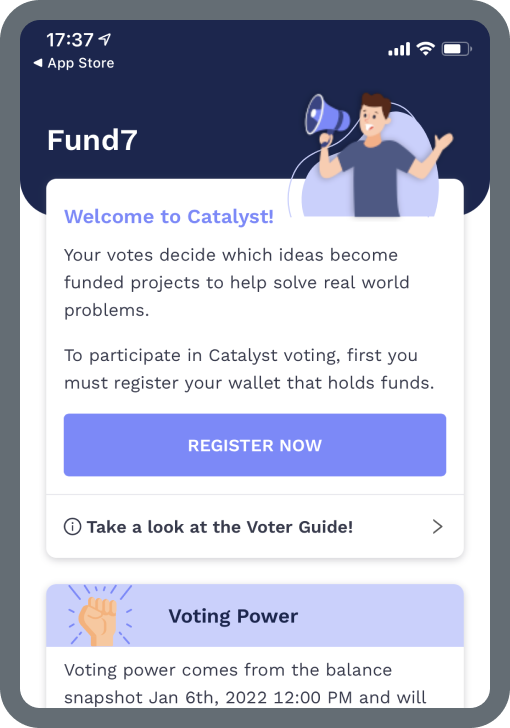 17:37
◀ App Store
Fund7
Welcome to Catalyst!
Your votes decide which ideas become
funded projects to help solve real world
problems.
To participate in Catalyst voting, first you
must register your wallet that holds funds.
REGISTER NOW
Take a look at the Voter Guide!
Voting Power
Voting power comes from the balance
snapshot Jan 6th, 2022 12:00 PM and will